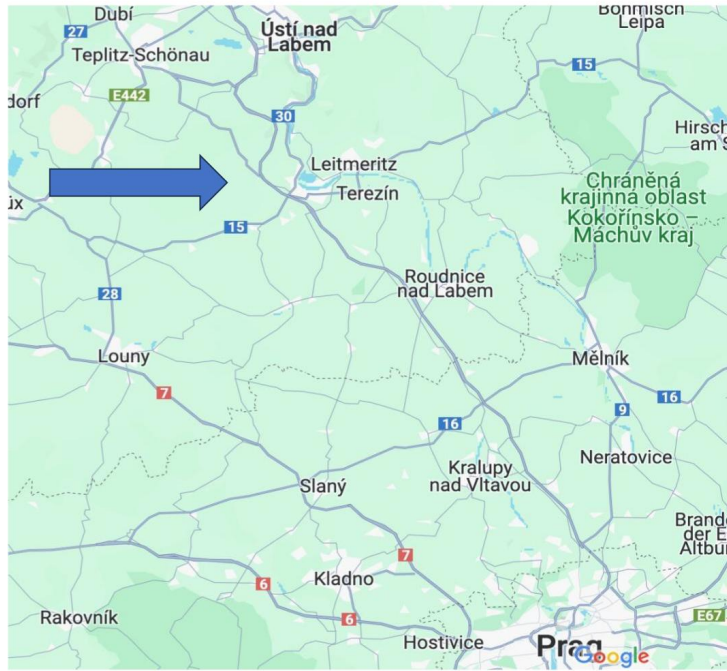 Dubí
Böhmisch
Leipa
27
Teplitz-Schönau
Ústí nad
Labem
15
E442
dorf
30
Hirsch
am S
Leitmeritz
Terezín
Chráněná
krajinná oblast
Kokořínsko –
Máchův kraj
üx
15
28
Roudnice
nad Labem
Louny
Mělník
7
16
9
16
Slaný
Kralupy
nad Vltavou
Neratovice
Brande
der E
Altbun
7
6
Kladno
6
Rakovník
E67
Hostivice
Prag
Google